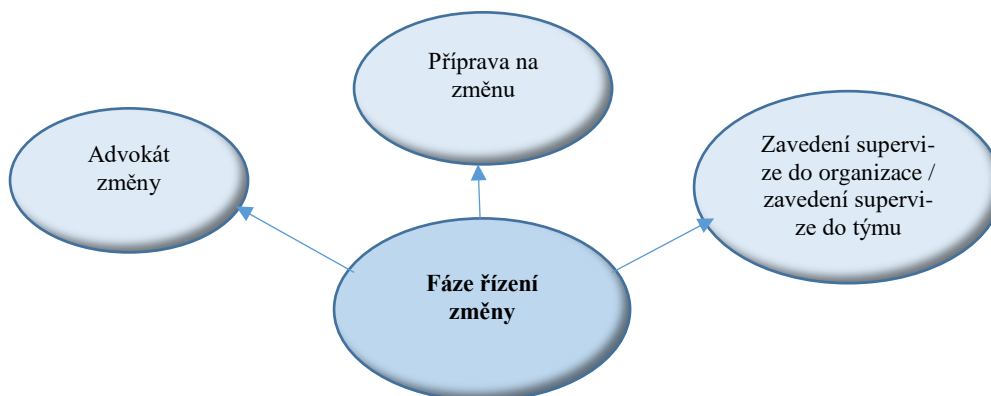 Příprava na
změnu
Advokát
změny
Zavedení supervi-
ze do organizace /
zavedení supervi-
ze do týmu
Fáze řízení
změny